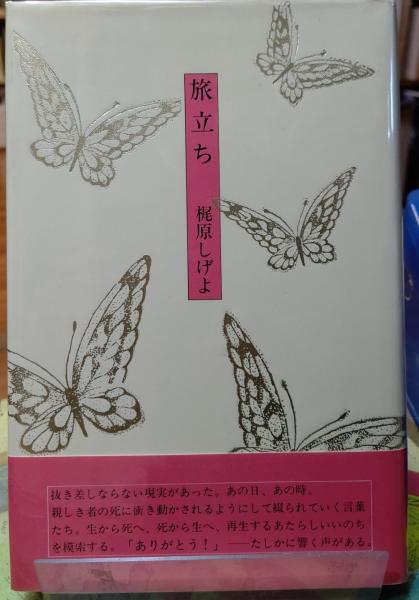 旅立ち
梶原しげよ
抜き差しならない現実があった。あの日、あの時。
親しき者の死に衝き動かされるようにして綴られていく言葉
たち。生から死へ、死から生へ、再生するあたらしいいのち
を模索する。「ありがとう!」――たしかに響く声がある。